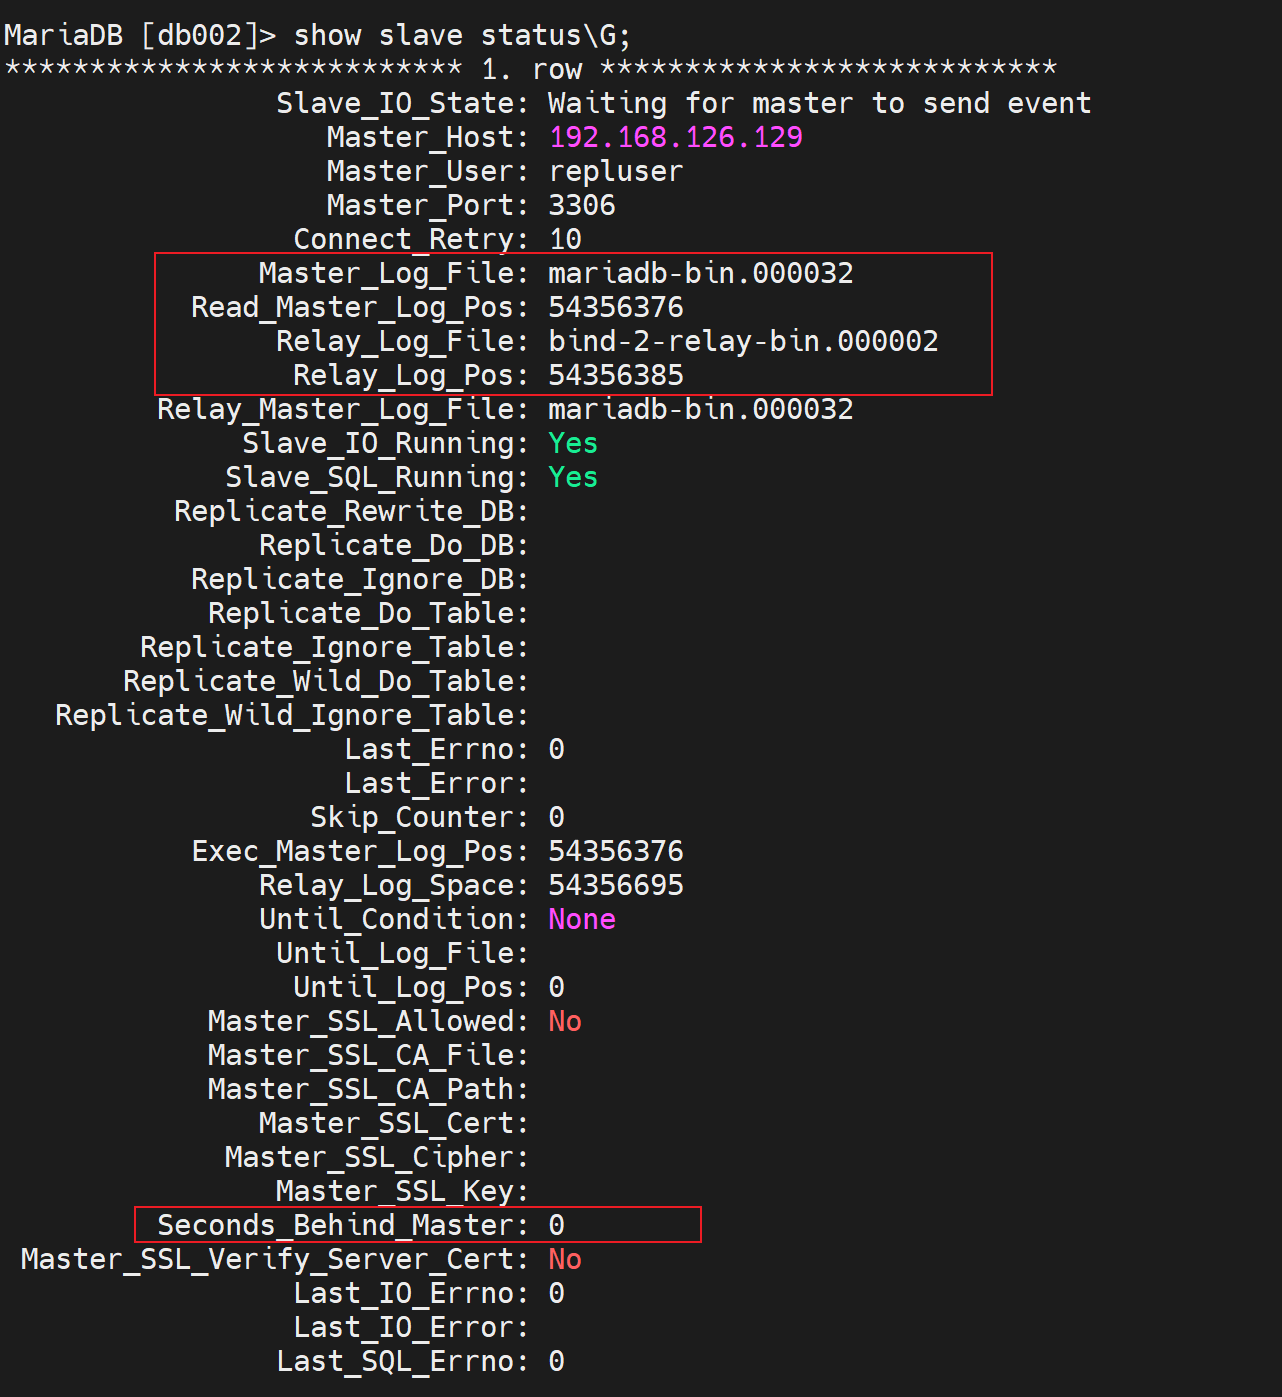 MariaDB [db002]> show slave status\G;
*************************** 1. row ***************************
Slave_IO_State: Waiting for master to send event
Master_Host: 192.168.126.129
Master_User: repluser
Master_Port: 3306
Connect_Retry: 10
Master_Log_File: mariadb-bin.000032
Read_Master_Log_Pos: 54356376
Relay_Log_File: bind-2-relay-bin.000002
Relay_Log_Pos: 54356385
Relay_Master_Log_File: mariadb-bin.000032
Slave_IO_Running: Yes
Slave_SQL_Running: Yes
Replicate_Rewrite_DB:
Replicate_Do_DB:
Replicate_Ignore_DB:
Replicate_Do_Table:
Replicate_Ignore_Table:
Replicate_Wild_Do_Table:
Replicate_Wild_Ignore_Table:
Last_Errno: 0
Last_Error:
Skip_Counter: 0
Exec_Master_Log_Pos: 54356376
Relay_Log_Space: 54356695
Until_Condition: None
Until_Log_File:
Until_Log_Pos: 0
Master_SSL_Allowed: No
Master_SSL_CA_File:
Master_SSL_CA_Path:
Master_SSL_Cert:
Master_SSL_Cipher:
Master_SSL_Key:
Seconds_Behind_Master: 0
Master_SSL_Verify_Server_Cert: No
Last_IO_Errno: 0
Last_IO_Error:
Last_SQL_Errno: 0